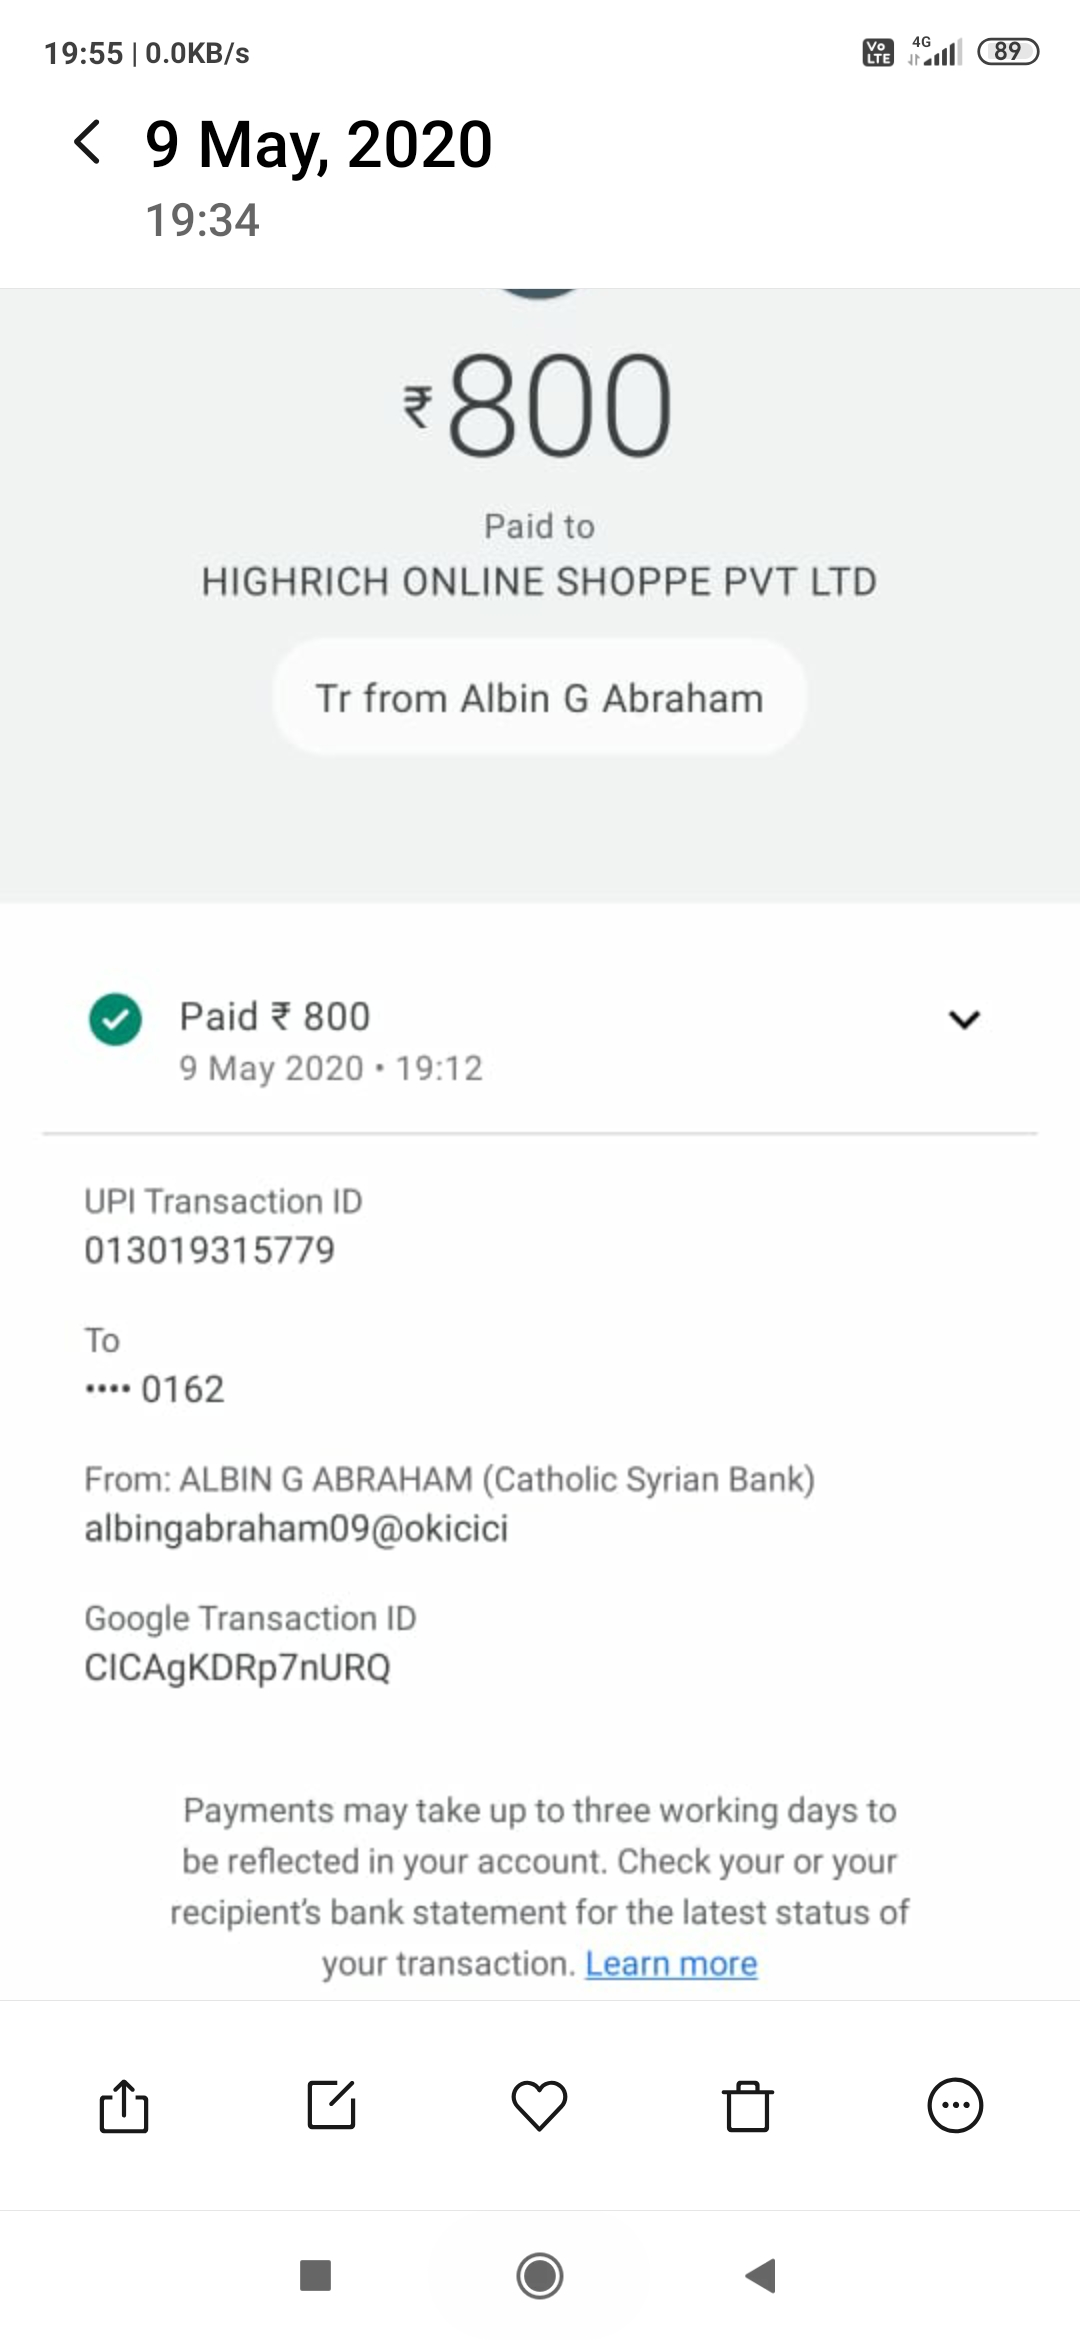 19:55 | 0.0KB/s
Vo LTE 4G 89
9 May, 2020
19:34
₹800
Paid to
HIGHRICH ONLINE SHOPPE PVT LTD
Tr from Albin G Abraham
Paid ₹ 800
9 May 2020 • 19:12
UPI Transaction ID
013019315779
To
•••• 0162
From: ALBIN G ABRAHAM (Catholic Syrian Bank)
albingabraham09@okicici
Google Transaction ID
CICAgKDRp7nURQ
Payments may take up to three working days to
be reflected in your account. Check your or your
recipient's bank statement for the latest status of
your transaction. Learn more